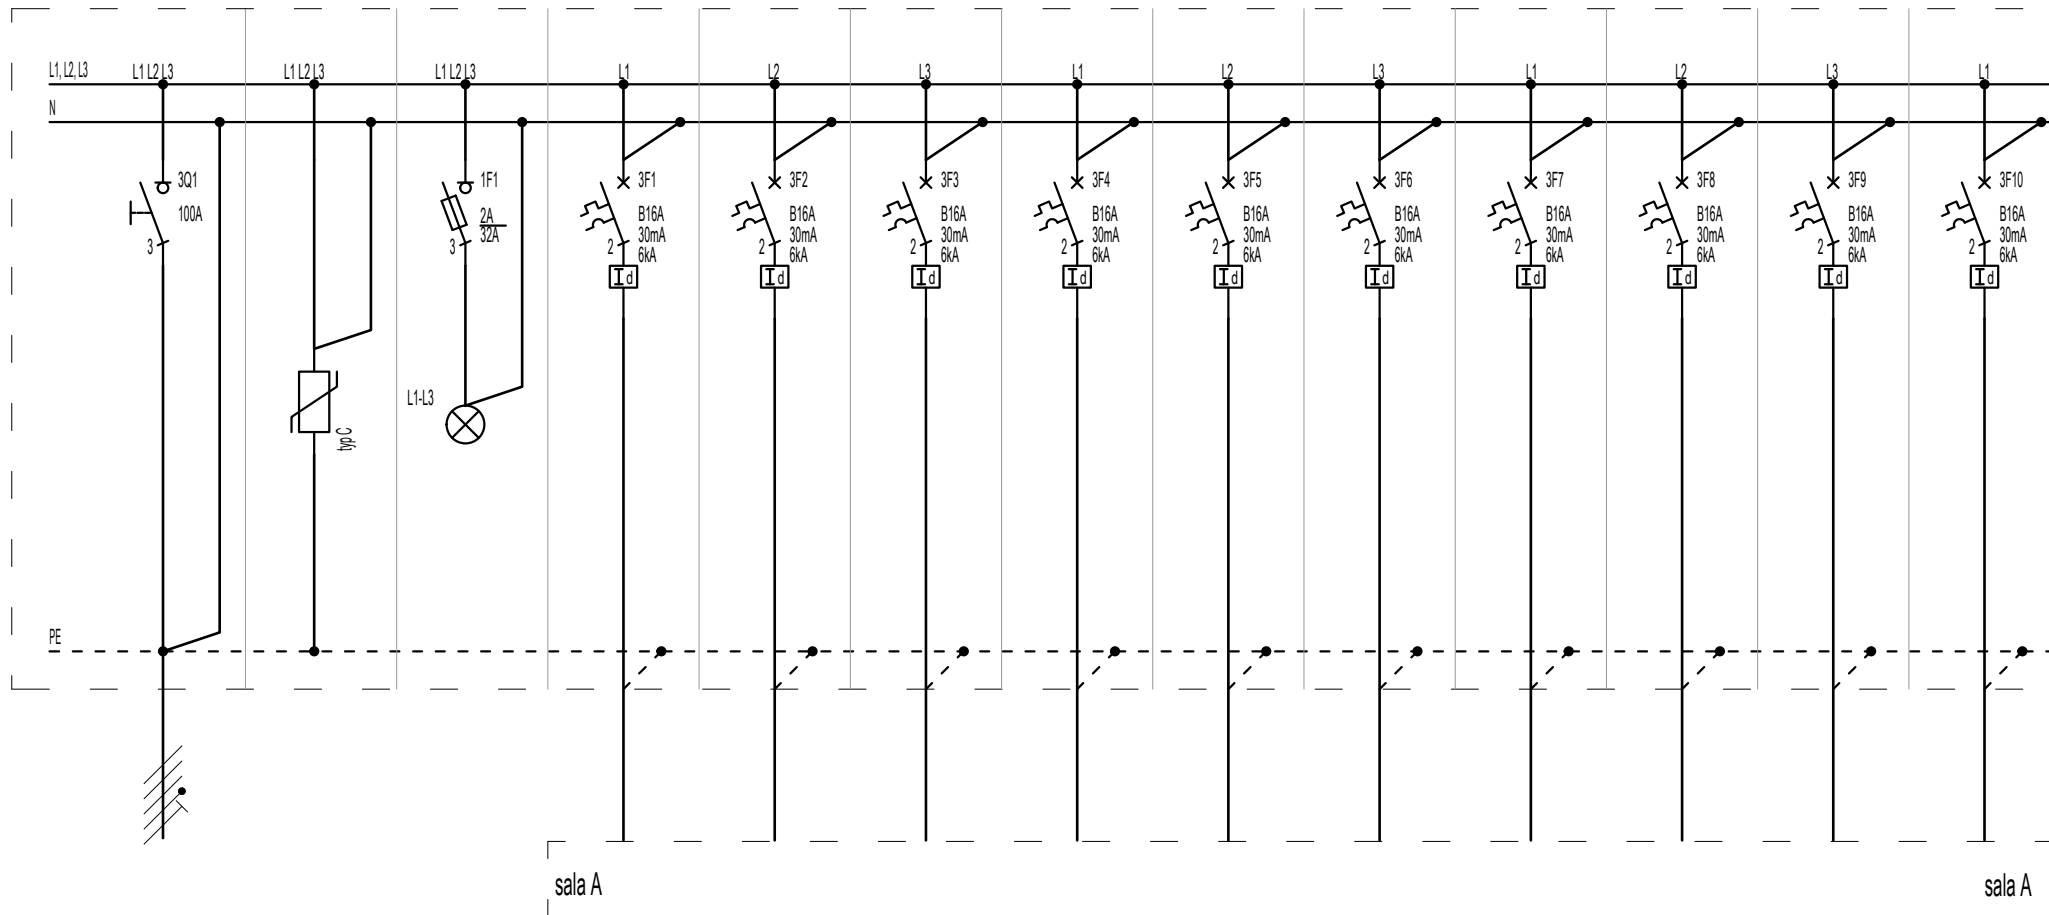 L1, L2, L3
L1 L2 L3
L1 L2 L3
L1 L2 L3
L1
L2
L3
L1
L2
L3
L1
L2
L3
L1
N
3Q1
100A
3
1F1
2A
32A
3
L1-L3
typ C
3F1
B16A
30mA
6kA
2
Id
3F2
B16A
30mA
6kA
2
Id
3F3
B16A
30mA
6kA
2
Id
3F4
B16A
30mA
6kA
2
Id
3F5
B16A
30mA
6kA
2
Id
3F6
B16A
30mA
6kA
2
Id
3F7
B16A
30mA
6kA
2
Id
3F8
B16A
30mA
6kA
2
Id
3F9
B16A
30mA
6kA
2
Id
3F10
B16A
30mA
6kA
2
Id
PE
sala A
sala A